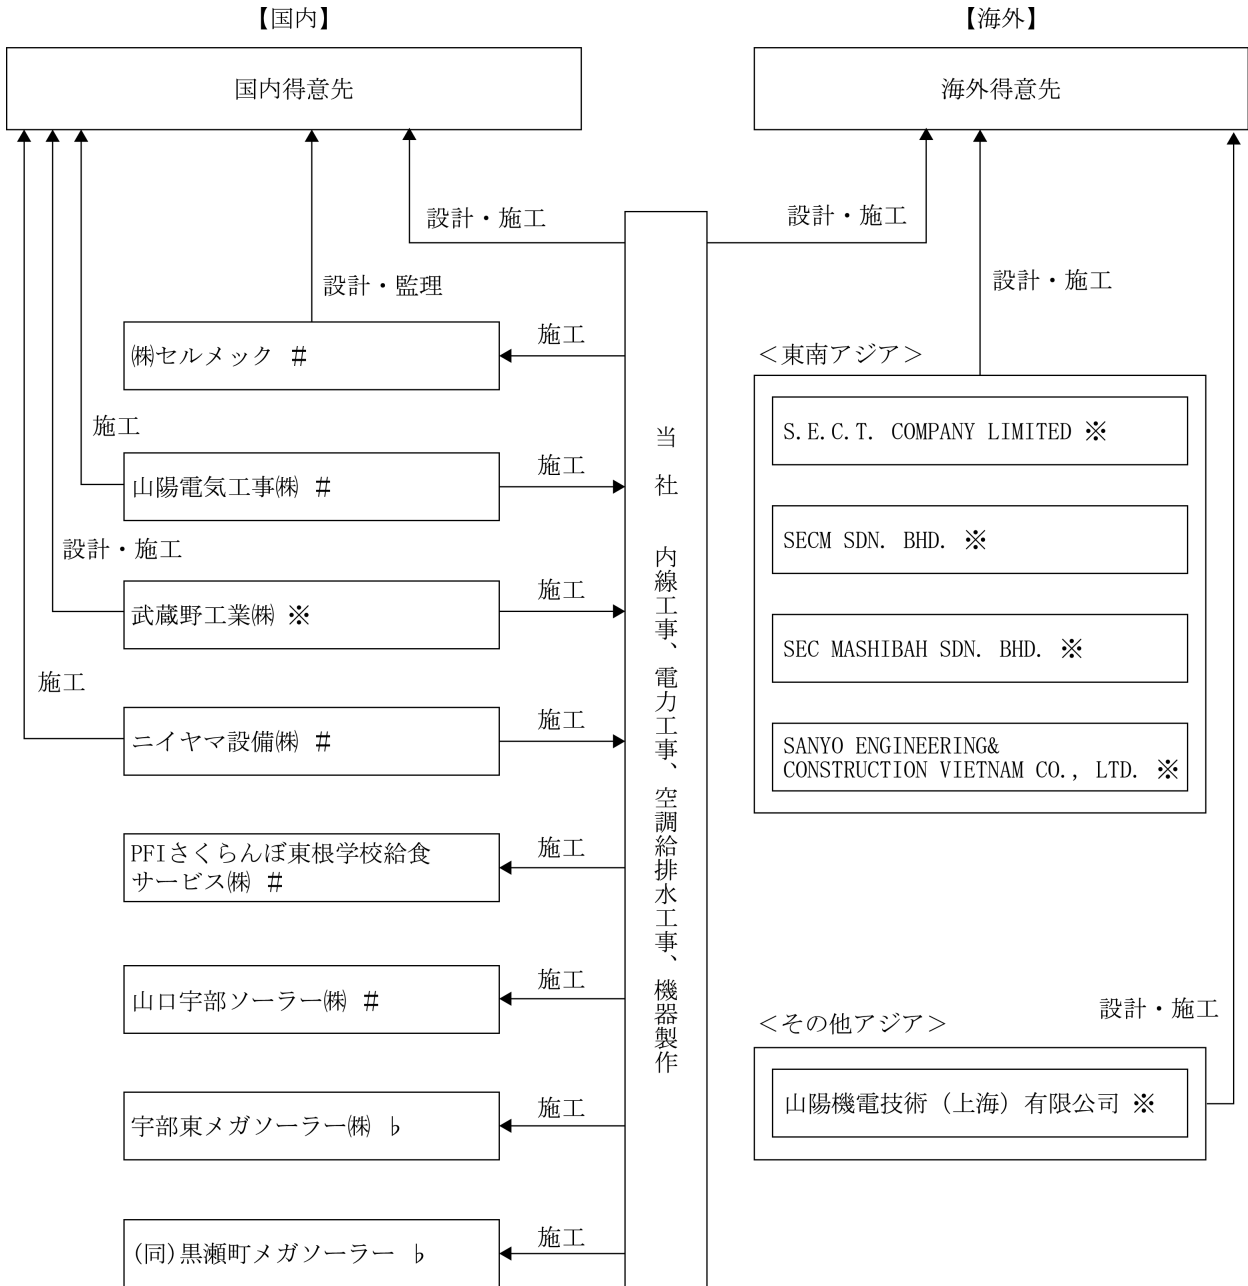 【国内】
【海外】
国内得意先
海外得意先
設計・施工
設計・施工
設計・監理
設計・施工
㈱セルメック ＃
施工
＜東南アジア＞
S.E.C.T. COMPANY LIMITED ※
施工
山陽電気工事㈱ ＃
施工
SECM SDN. BHD. ※
設計・施工
武蔵野工業㈱ ※
施工
SEC MASHIBAH SDN. BHD. ※
施工
ニイヤマ設備㈱ ＃
施工
SANYO ENGINEERING&
CONSTRUCTION VIETNAM CO., LTD. ※
当社 内線工事、電力工事、空調給排水工事、機器製作
PFIさくらんぼ東根学校給食
サービス㈱ ＃
施工
山口宇部ソーラー㈱ ＃
施工
＜その他アジア＞
設計・施工
山陽機電技術（上海）有限公司 ※
宇部東メガソーラー㈱ ♭
施工
(同)黒瀬町メガソーラー ♭
施工